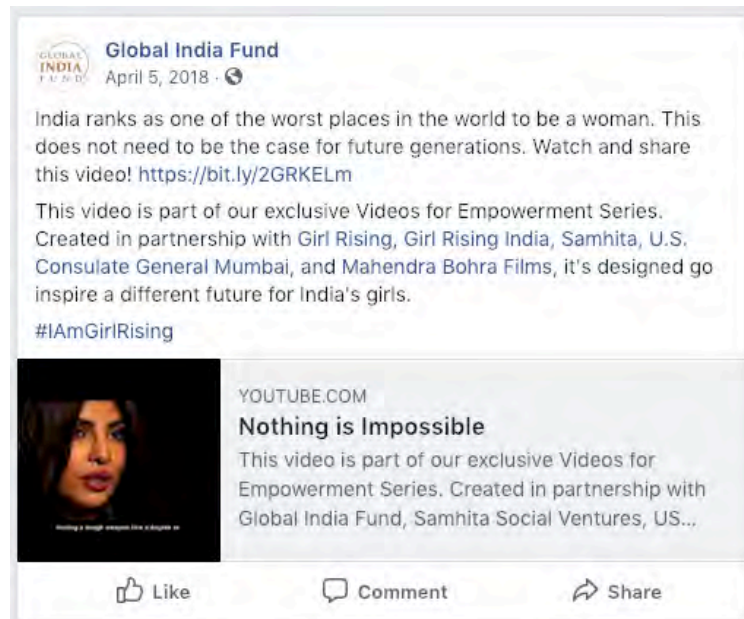 GLOBAL
INDIA
FUND
Global India Fund
April 5, 2018 ·
India ranks as one of the worst places in the world to be a woman. This
does not need to be the case for future generations. Watch and share
this video! https://bit.ly/2GRKELm
This video is part of our exclusive Videos for Empowerment Series.
Created in partnership with Girl Rising, Girl Rising India, Samhita, U.S.
Consulate General Mumbai, and Mahendra Bohra Films, it's designed go
inspire a different future for India's girls.
#IAmGirlRising
YOUTUBE.COM
Nothing is Impossible
This video is part of our exclusive Videos for
Empowerment Series. Created in partnership with
Global India Fund, Samhita Social Ventures, US...
Like
Comment
Share